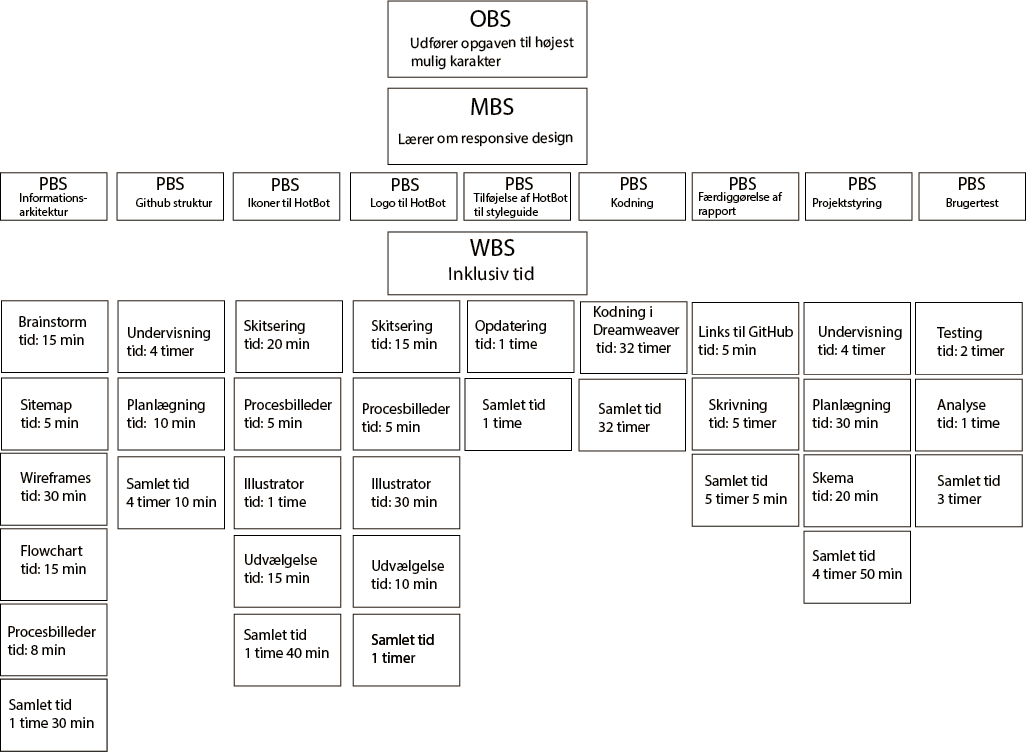 OBS
Udfører opgaven til højest
mulig karakter
MBS
Lærer om responsive design
PBS
Informations-
arkitektur
PBS
Github struktur
PBS
Ikoner til HotBot
PBS
Logo til HotBot
PBS
Tilføjelse af HotBot
til styleguide
PBS
Kodning
PBS
Færdiggørelse af
rapport
PBS
Projektstyring
PBS
Brugertest
WBS
Inklusiv tid
Brainstorm
tid: 15 min
Sitemap
tid: 5 min
Wireframes
tid: 30 min
Flowchart
tid: 15 min
Procesbilleder
tid: 8 min
Samlet tid
1 time 30 min
Undervisning
tid: 4 timer
Planlægning
tid: 10 min
Samlet tid
4 timer 10 min
Skitsering
tid: 20 min
Procesbilleder
tid: 5 min
Illustrator
tid: 1 time
Udvælgelse
tid: 15 min
Samlet tid
1 time 40 min
Skitsering
tid: 15 min
Procesbilleder
tid: 5 min
Illustrator
tid: 30 min
Udvælgelse
tid: 10 min
Samlet tid
1 timer
Opdatering
tid: 1 time
Samlet tid
1 time
Kodning i
Dreamweaver
tid: 32 timer
Samlet tid
32 timer
Links til GitHub
tid: 5 min
Skrivning
tid: 5 timer
Samlet tid
5 timer 5 min
Undervisning
tid: 4 timer
Planlægning
tid: 30 min
Skema
tid: 20 min
Samlet tid
4 timer 50 min
Testing
tid: 2 timer
Analyse
tid: 1 time
Samlet tid
3 timer